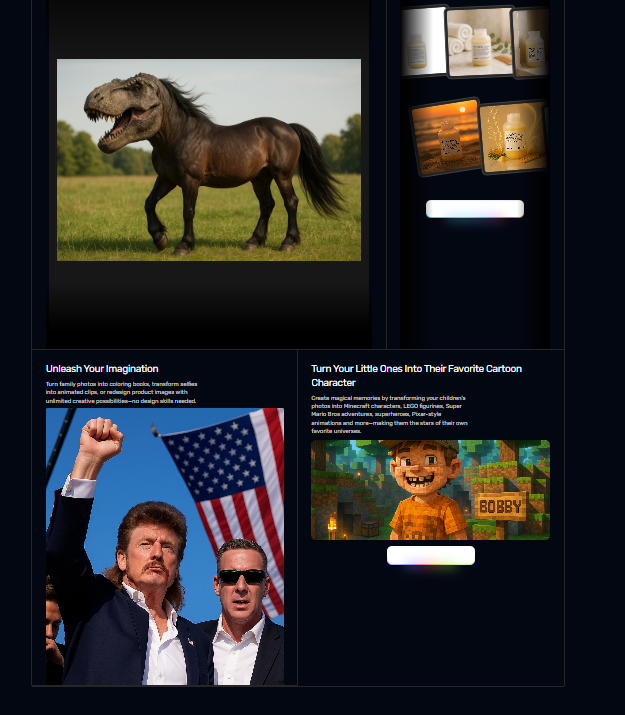 Unleash Your Imagination
Turn family photos into coloring books, transform selfies
into animated clips, or redesign product images with
unlimited creative possibilities—no design skills needed.
Turn Your Little Ones Into Their Favorite Cartoon
Character
Create magical memories by transforming your children's
photos into Minecraft characters, LEGO figurines, Super
Mario Bros adventures, superheroes, Pixar-style
animations and more—making them the stars of their own
favorite universes.
BOBBY